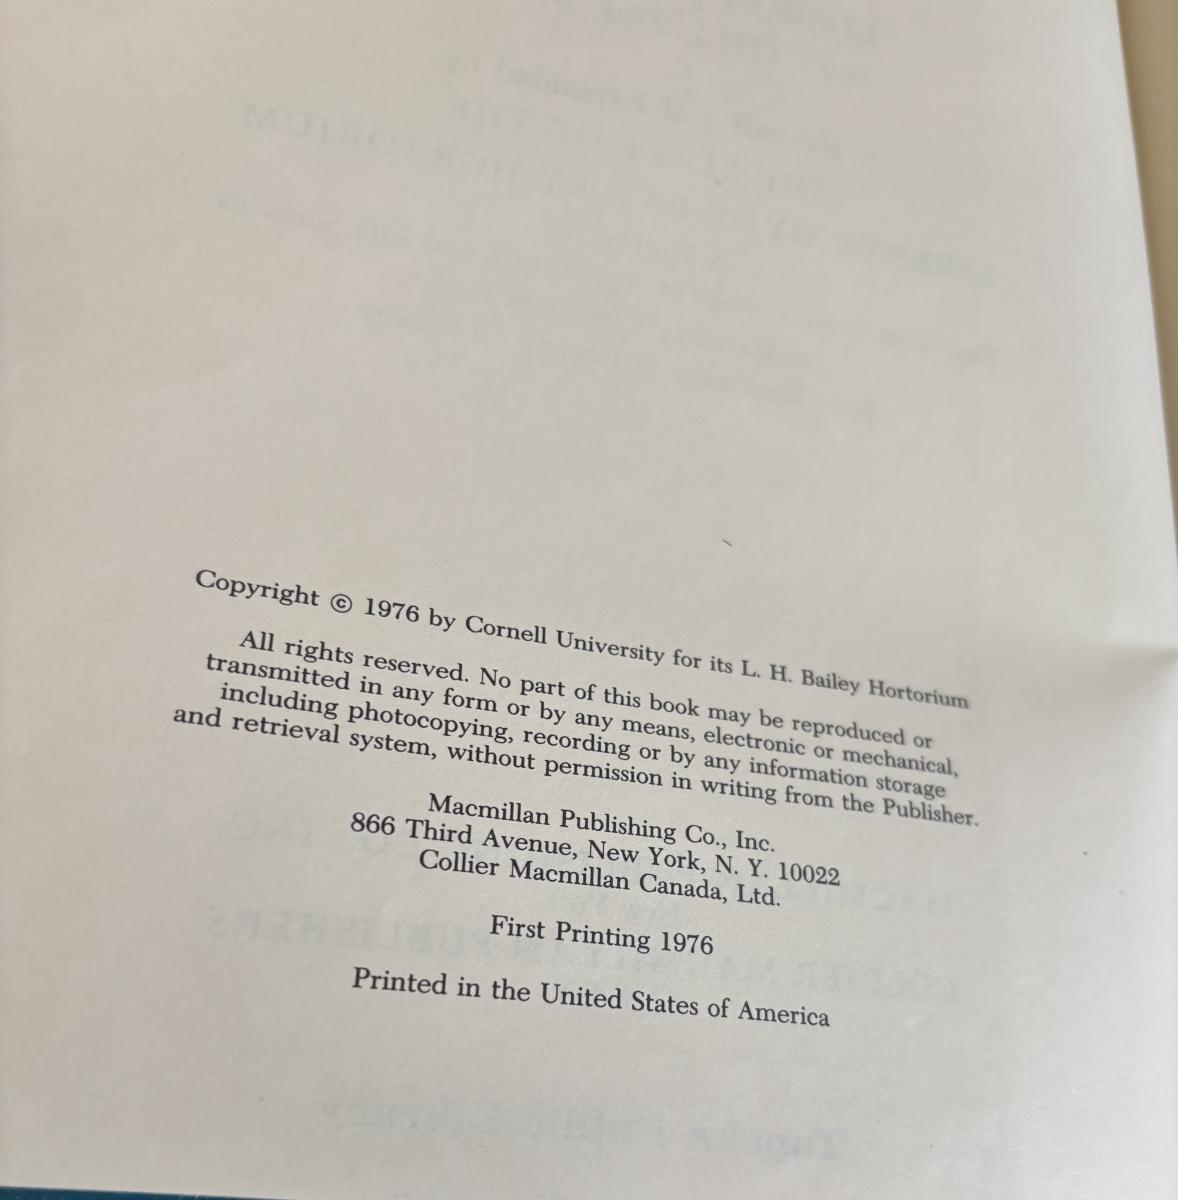 Copyright © 1976 by Cornell University for its L. H. Bailey Hortorium
All rights reserved. No part of this book may be reproduced or
transmitted in any form or by any means, electronic or mechanical,
including photocopying, recording or by any information storage
and retrieval system, without permission in writing from the Publisher.
Macmillan Publishing Co., Inc.
866 Third Avenue, New York, N. Y. 10022
Collier Macmillan Canada, Ltd.
First Printing 1976
Printed in the United States of America